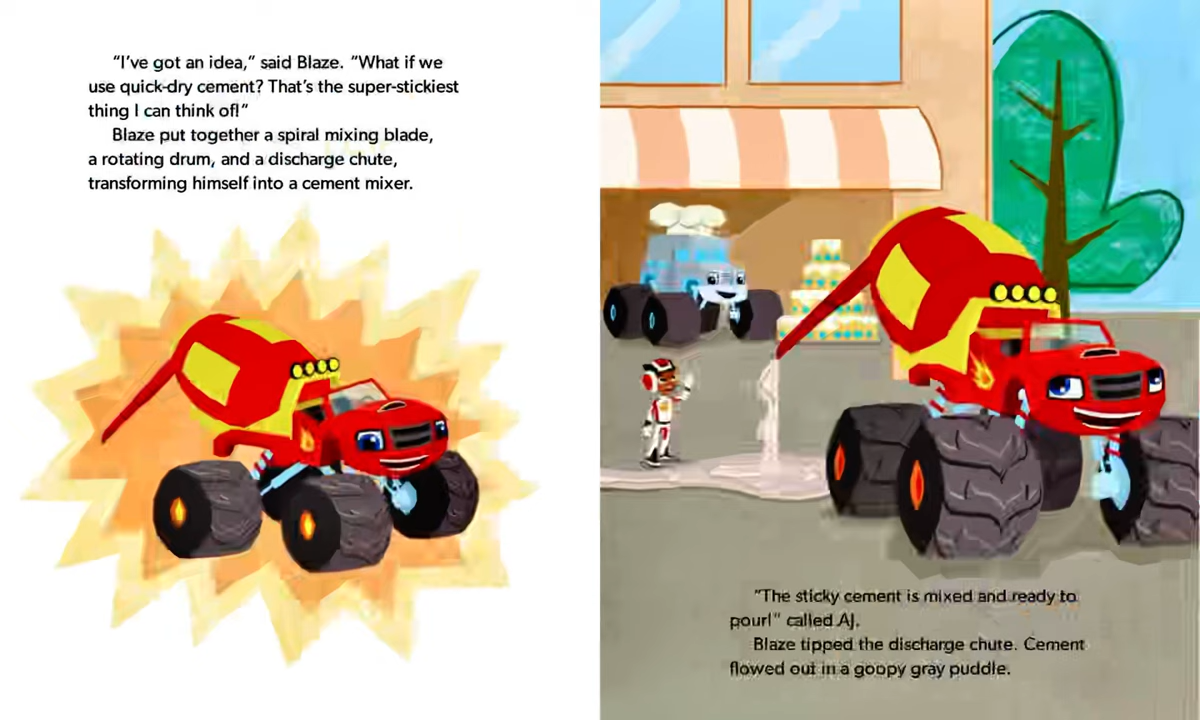 “I’ve got an idea,” said Blaze. “What if we
use quick-dry cement? That’s the super-stickiest
thing I can think of!”
Blaze put together a spiral mixing blade,
a rotating drum, and a discharge chute,
transforming himself into a cement mixer.
“The sticky cement is mixed and ready to
pour!” called AJ.
Blaze tipped the discharge chute. Cement
flowed out in a goopy gray puddle.